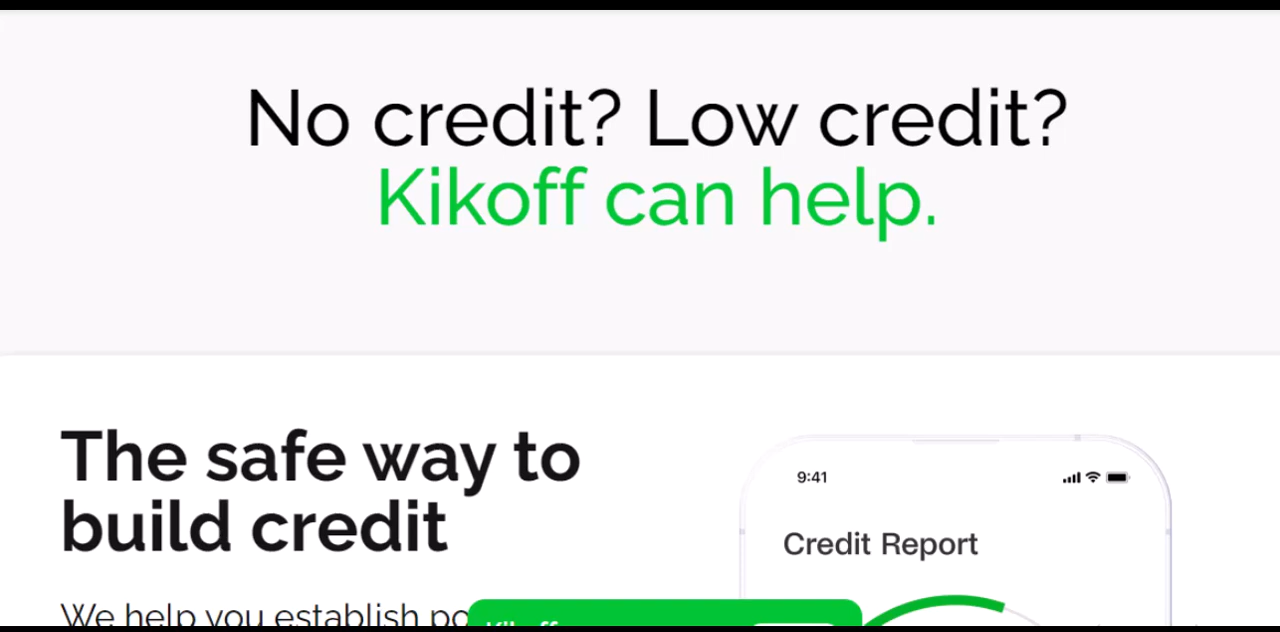 No credit? Low credit?
Kikoff can help.
The safe way to
build credit
9:41
Credit Report
We help you establish
Kikoff